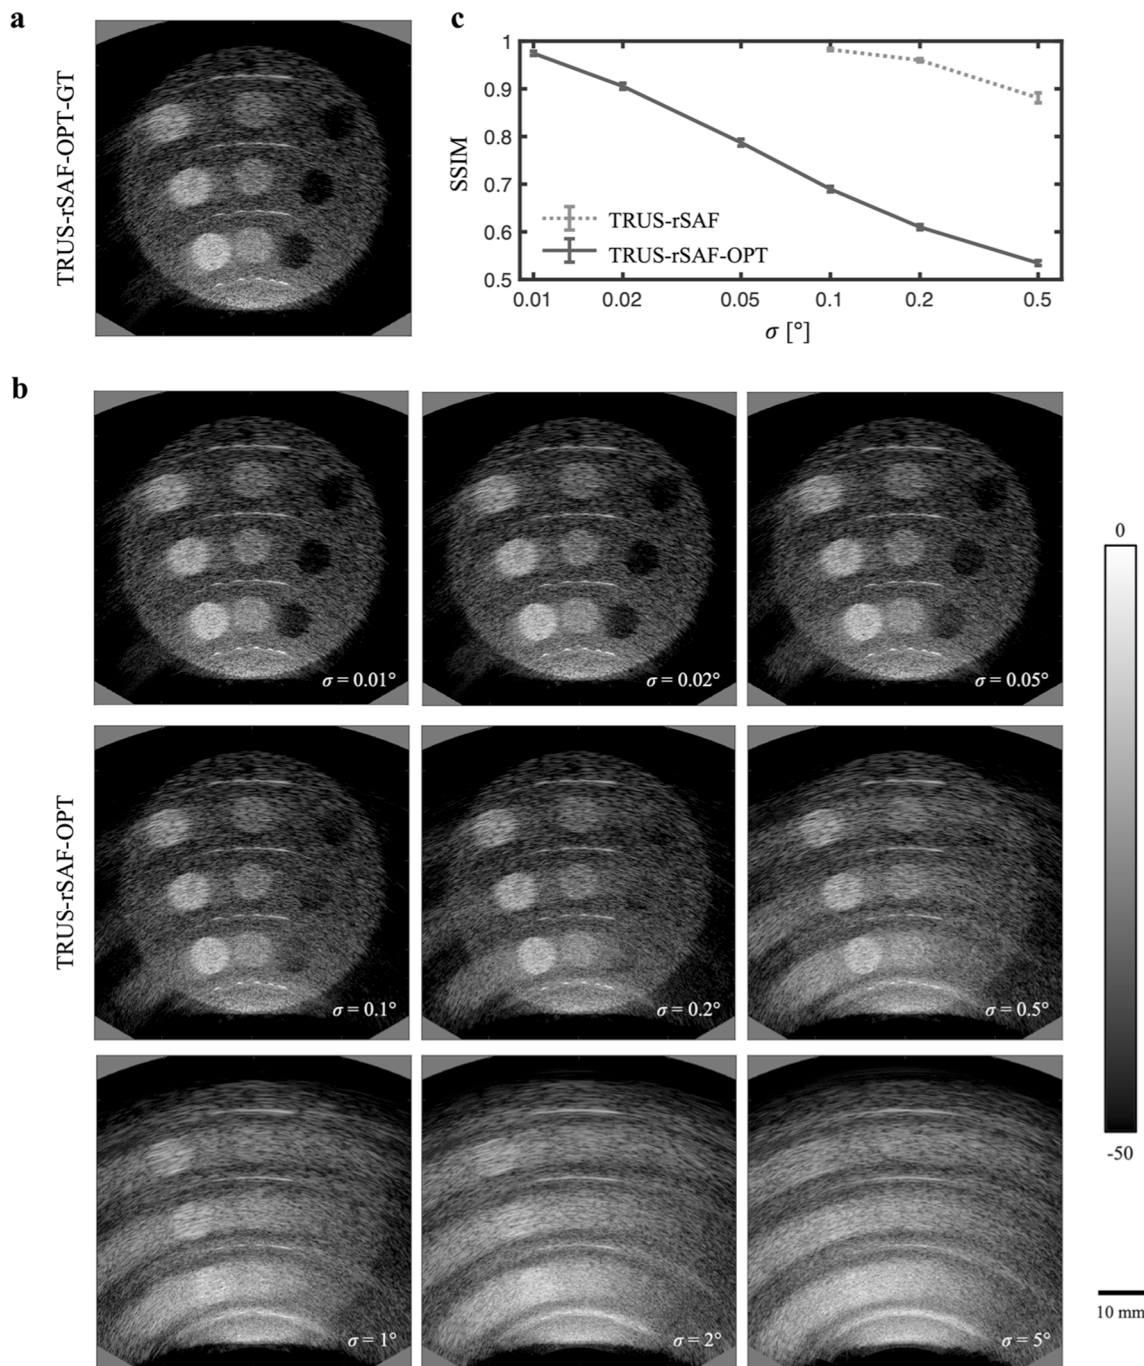 a
TRUS-rSAF-OPT-GT
c
1
0.9
0.8
0.7
0.6
0.5
SSIM
TRUS-rSAF
TRUS-rSAF-OPT
0.01
0.02
0.05
0.1
0.2
0.5
σ [°]
b
TRUS-rSAF-OPT
σ = 0.01°
σ = 0.02°
σ = 0.05°
σ = 0.1°
σ = 0.2°
σ = 0.5°
σ = 1°
σ = 2°
σ = 5°
0
-50
10 mm